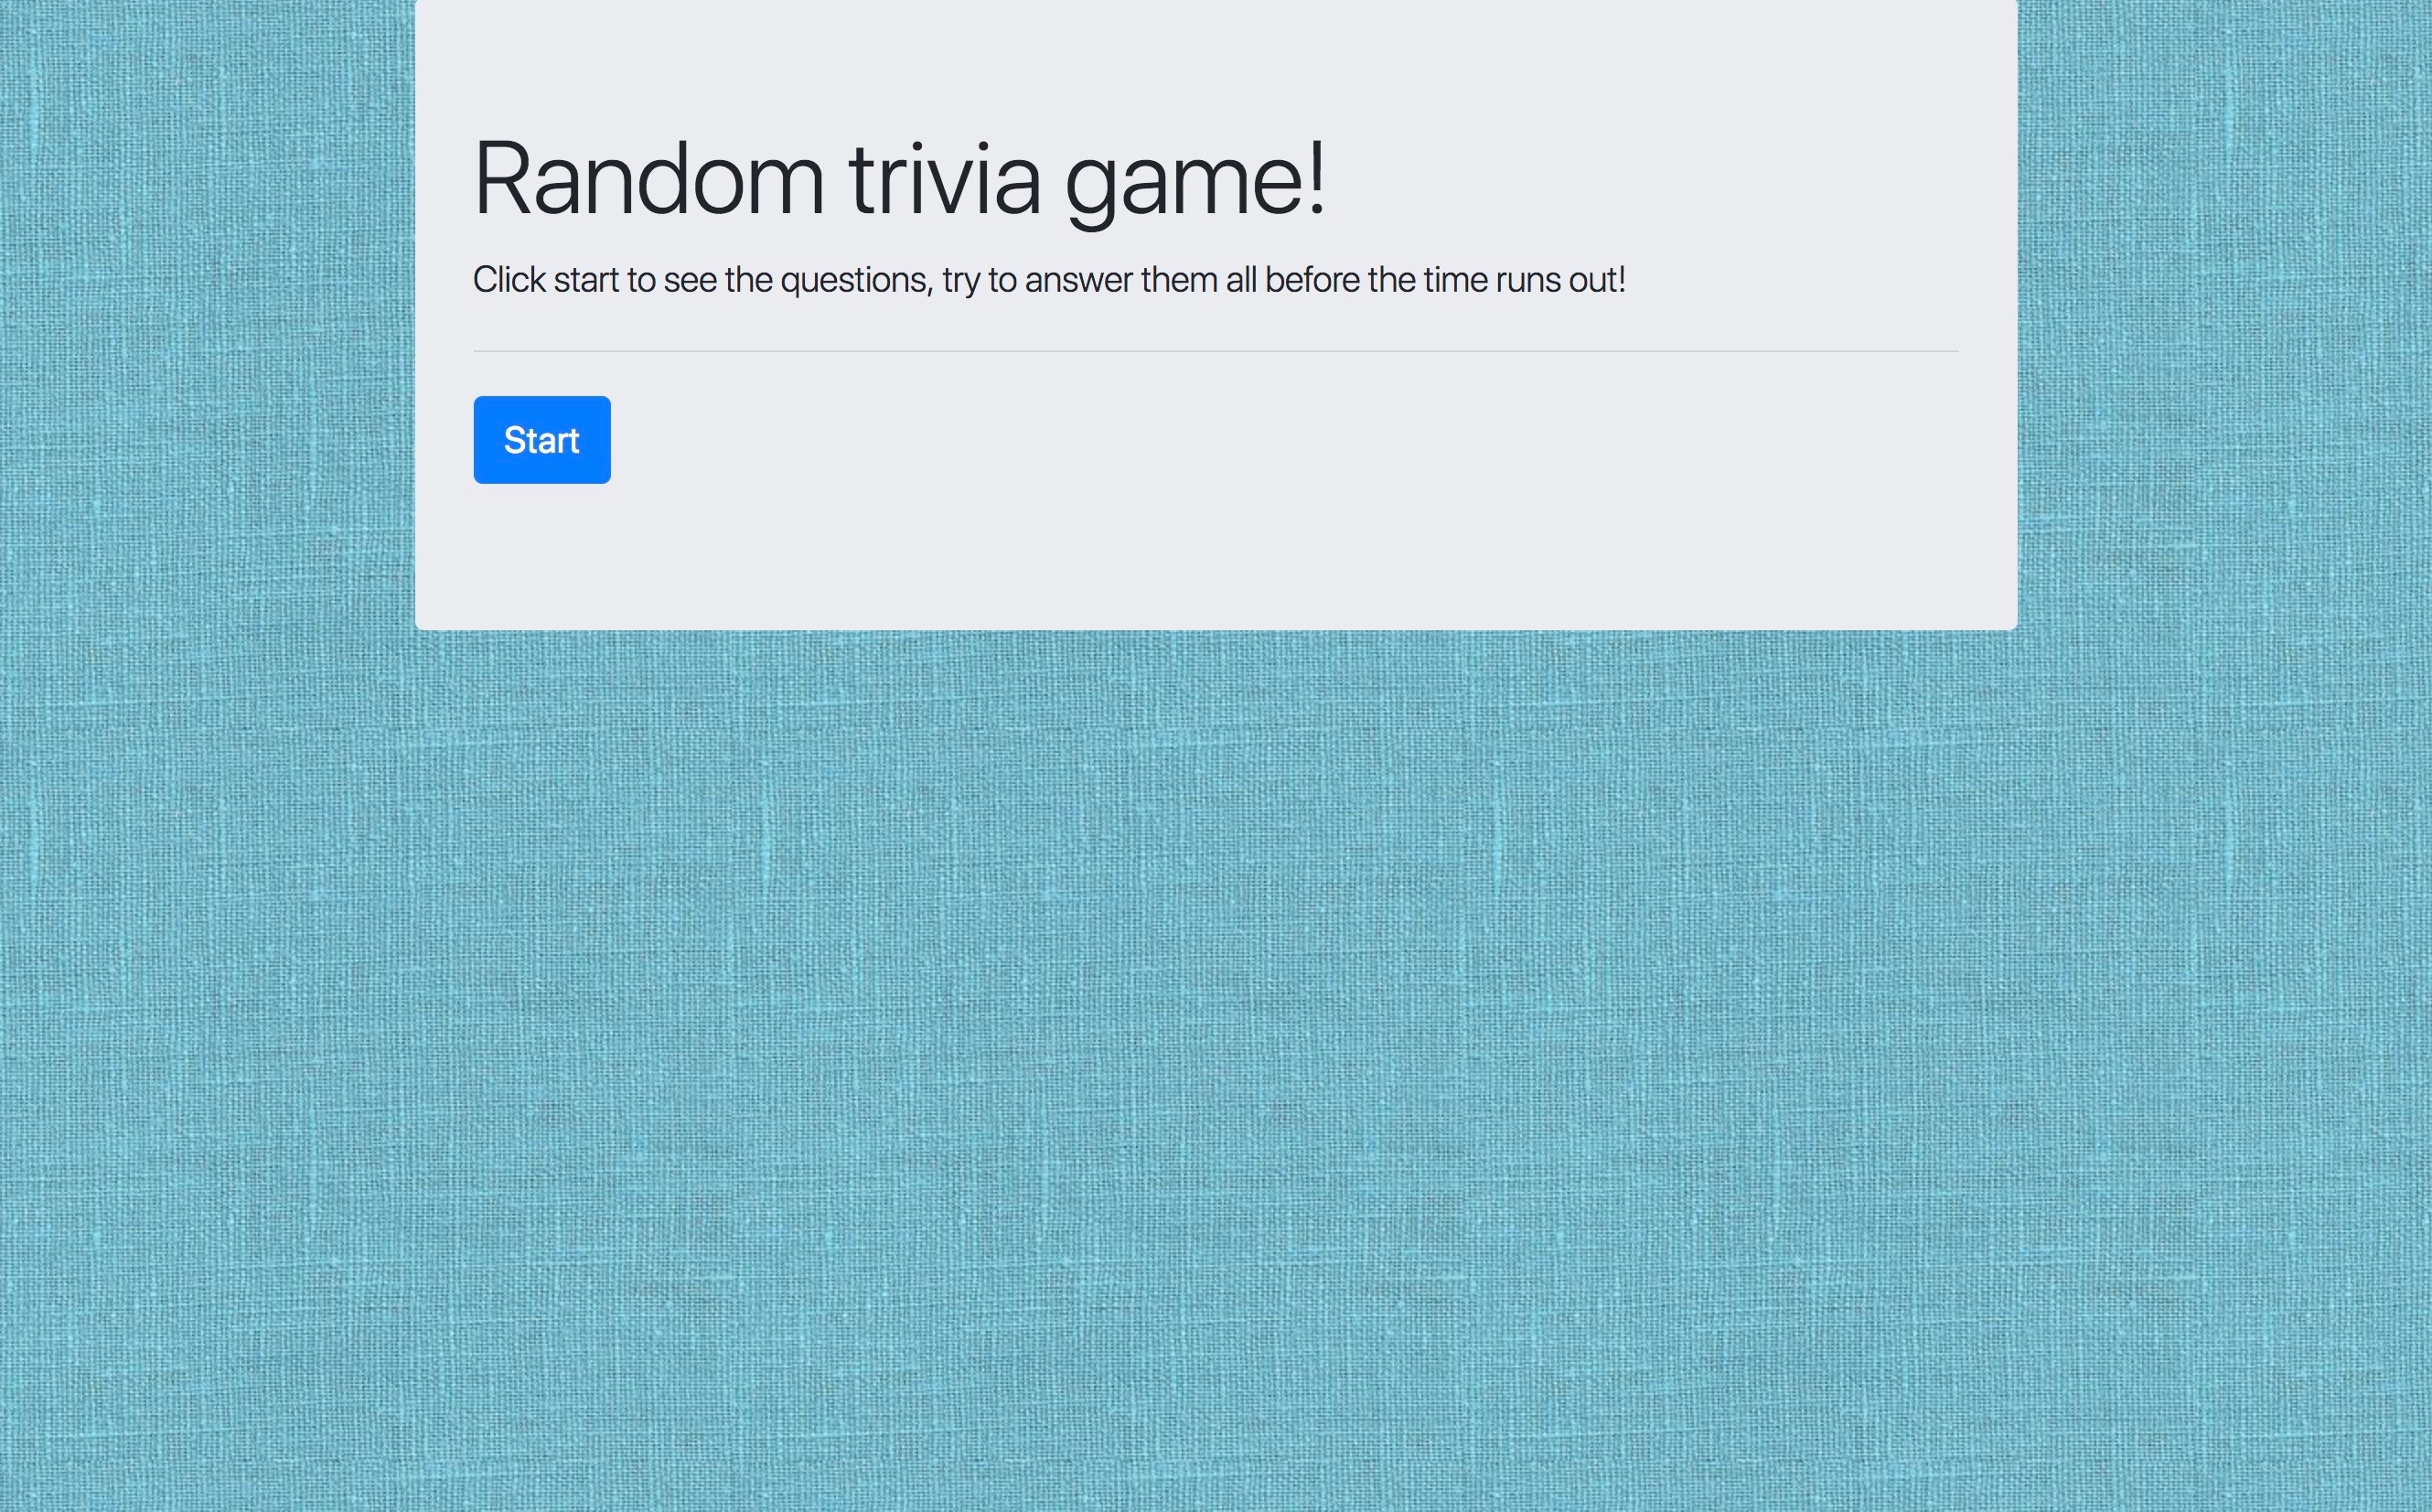 Random trivia game!
Click start to see the questions, try to answer them all before the time runs out!
Start